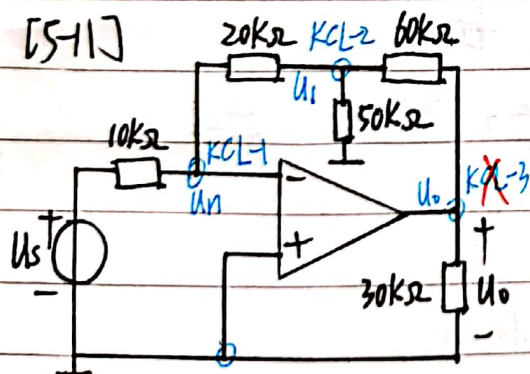 [5-11]
20KΩ KCL-2 60KΩ
U₁
50KΩ
10KΩ KCL-1
Un
-
+
Uo KCL-3
+
Us
-
30KΩ
+
Uo
-